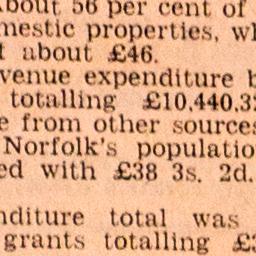 about 56 per cent of
mestic properties, wh
t about £46.
venue expenditure b
totalling £10,440,32
e from other sources
Norfolk's populatio
ed with £38 3s. 2d.
nditure total was
grants totalling £3